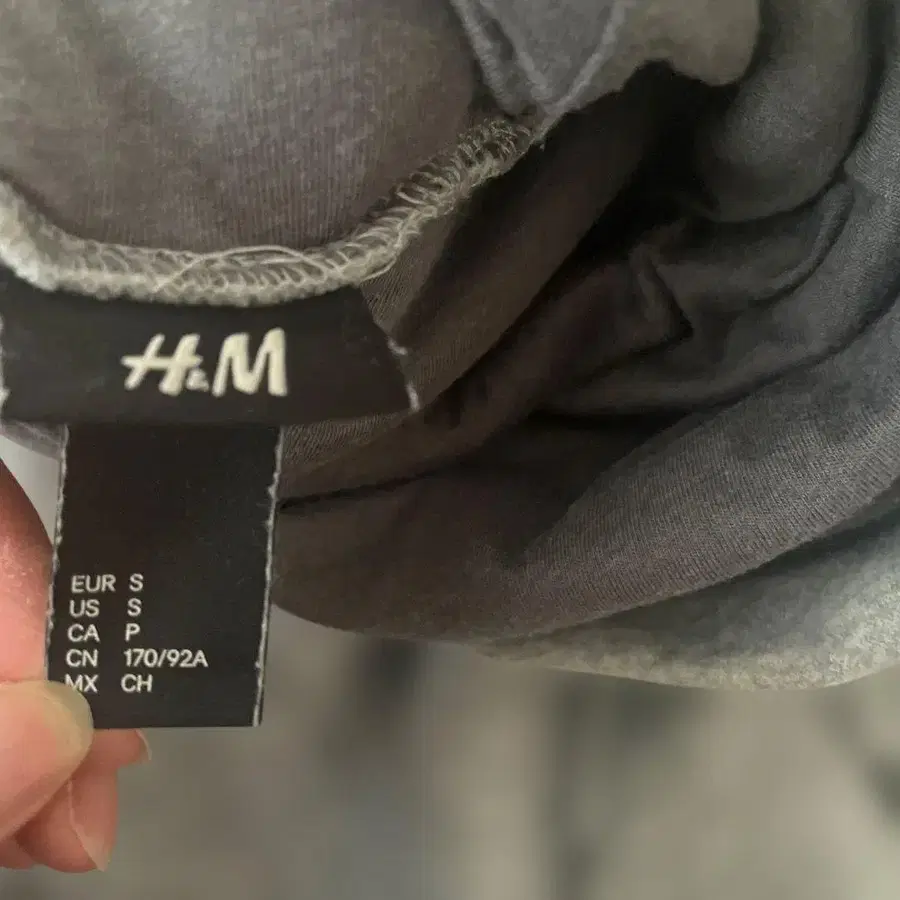 H&M
EUR S
US S
CA P
CN 170/92A
MX CH